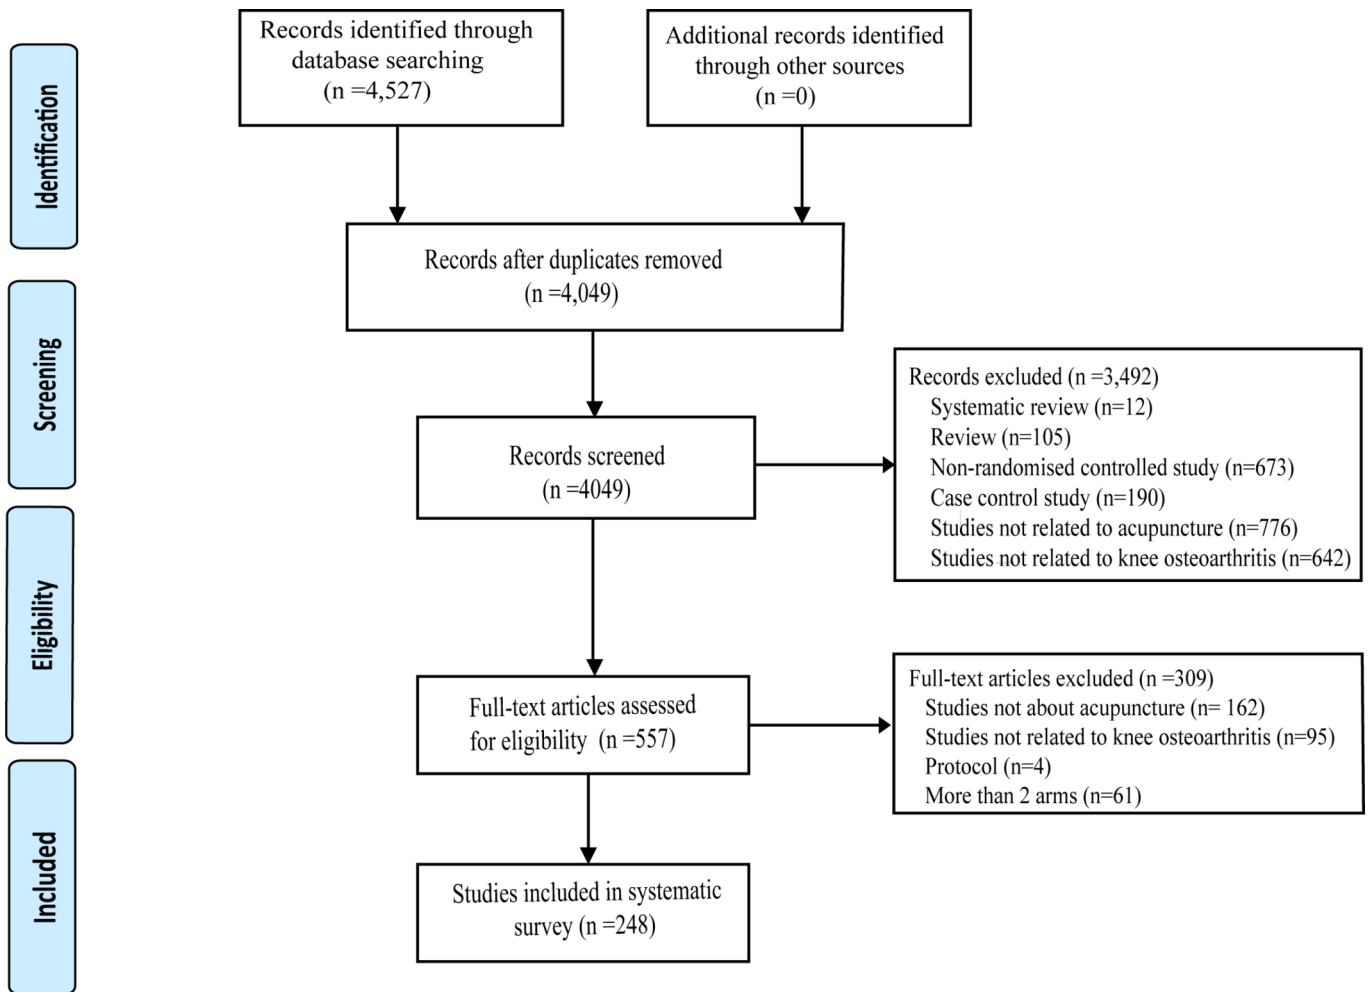 Identification
Records identified through
database searching
(n =4,527)
Additional records identified
through other sources
(n =0)
Records after duplicates removed
(n =4,049)
Screening
Records screened
(n =4049)
Records excluded (n =3,492)
Systematic review (n=12)
Review (n=105)
Non-randomised controlled study (n=673)
Case control study (n=190)
Studies not related to acupuncture (n=776)
Studies not related to knee osteoarthritis (n=642)
Eligibility
Full-text articles assessed
for eligibility (n =557)
Full-text articles excluded (n =309)
Studies not about acupuncture (n= 162)
Studies not related to knee osteoarthritis (n=95)
Protocol (n=4)
More than 2 arms (n=61)
Included
Studies included in systematic
survey (n =248)